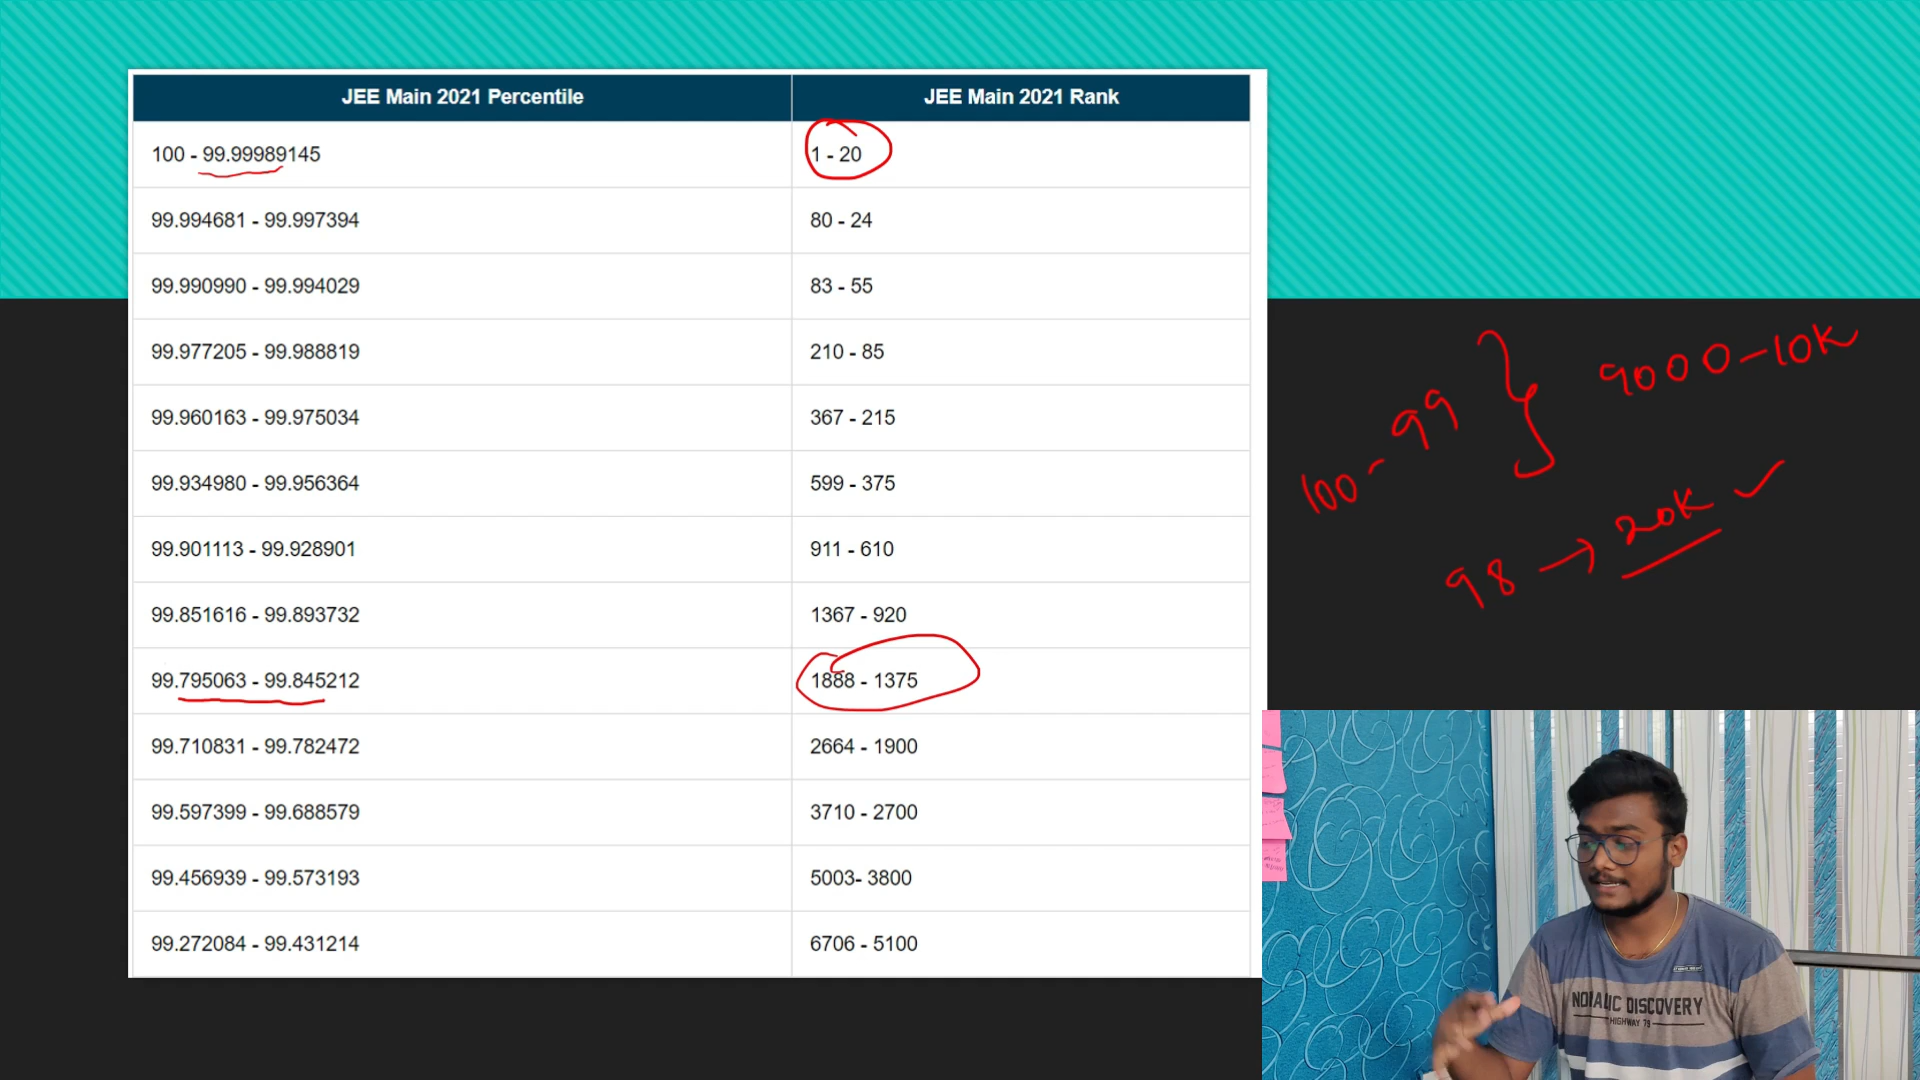 JEE Main 2021 Percentile JEE Main 2021 Rank
100 - 99.99989145 1 - 20
99.994681 - 99.997394 80 - 24
99.990990 - 99.994029 83 - 55
99.977205 - 99.988819 210 - 85
99.960163 - 99.975034 367 - 215
99.934980 - 99.956364 599 - 375
99.901113 - 99.928901 911 - 610
99.851616 - 99.893732 1367 - 920
99.795063 - 99.845212 1888 - 1375
99.710831 - 99.782472 2664 - 1900
99.597399 - 99.688579 3710 - 2700
99.456939 - 99.573193 5003- 3800
99.272084 - 99.431214 6706 - 5100
100 - 99 } 9000-10K
98 → 20K ✓
DISCOVERY
HIGHWAY